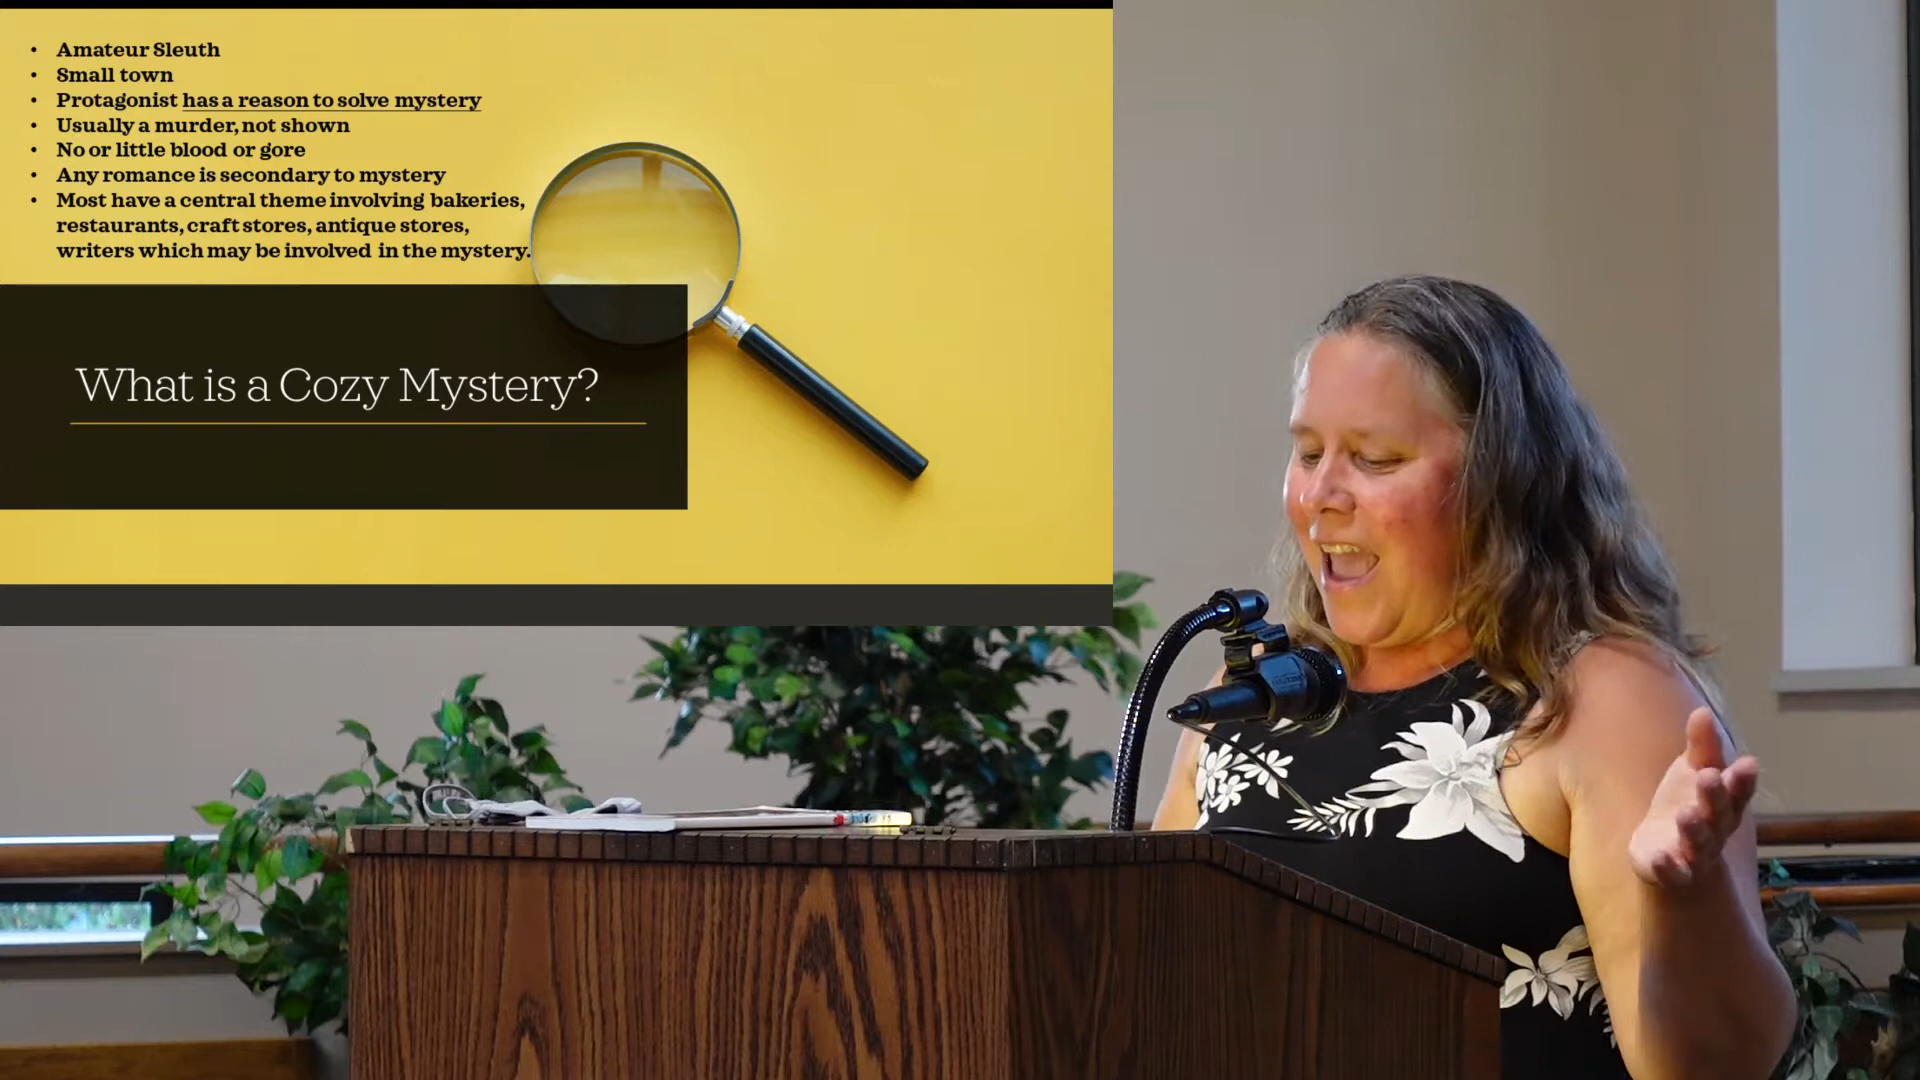 • Amateur Sleuth
• Small town
• Protagonist has a reason to solve mystery
• Usually a murder, not shown
• No or little blood or gore
• Any romance is secondary to mystery
• Most have a central theme involving bakeries,
restaurants, craft stores, antique stores,
writers which may be involved in the mystery.
What is a Cozy Mystery?